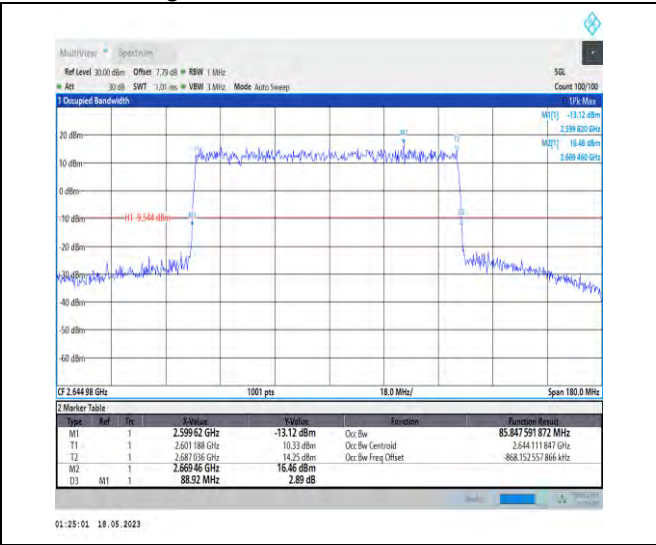 MultiView Spectrum
Ref Level 30.00 dBm Offset 7.79 dB RBW 1 MHz SGL
Att 30 dB SWT 1.01 ms VBW 3 MHz Mode Auto Sweep Count 100/100
1 Occupied Bandwidth 1Pk Max
M1[1] -13.12 dBm
2.599 620 GHz
M2[1] 16.46 dBm
2.669 460 GHz
20 dBm
10 dBm
0 dBm
-10 dBm
H1 -9.544 dBm
-20 dBm
-30 dBm
-40 dBm
-50 dBm
-60 dBm
CF 2.644 98 GHz 1001 pts 18.0 MHz/ Span 180.0 MHz
2 Marker Table
Type Ref Trc X-Value Y-Value Function Function Result
M1 1 2.599 62 GHz -13.12 dBm Occ Bw 85.847 591 872 MHz
T1 1 2.601 188 GHz 10.33 dBm Occ Bw Centroid 2.644 111 847 GHz
T2 1 2.687 036 GHz 14.25 dBm Occ Bw Freq Offset -868.152 557 866 kHz
M2 1 2.669 46 GHz 16.46 dBm
D3 M1 1 88.92 MHz 2.89 dB
01:25:01 18.05.2023